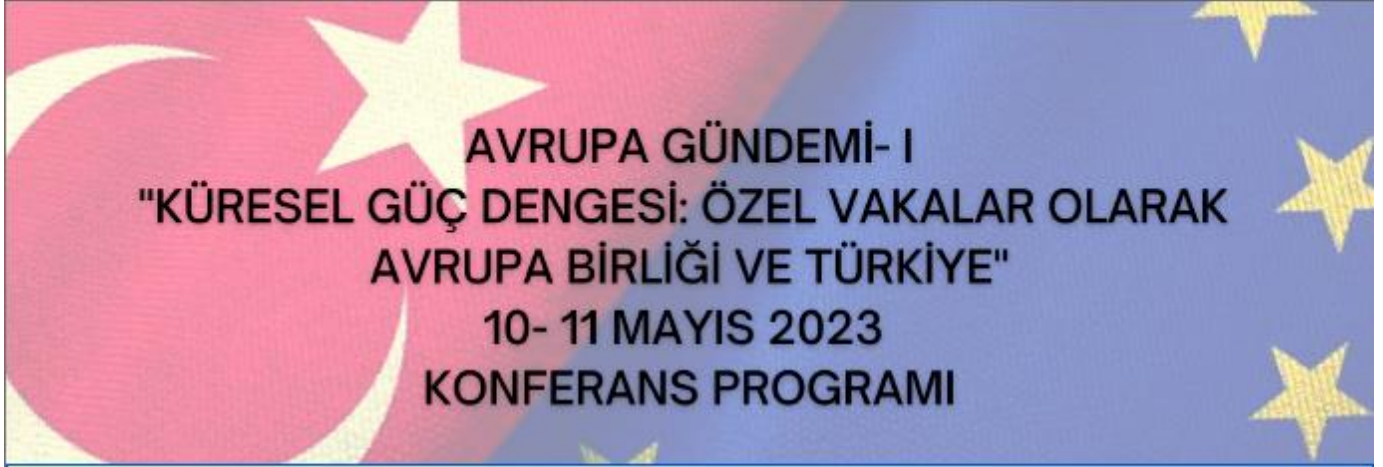 AVRUPA GÜNDEMİ- I
"KÜRESEL GÜÇ DENGESİ: ÖZEL VAKALAR OLARAK
AVRUPA BİRLİĞİ VE TÜRKİYE"
10- 11 MAYIS 2023
KONFERANS PROGRAMI